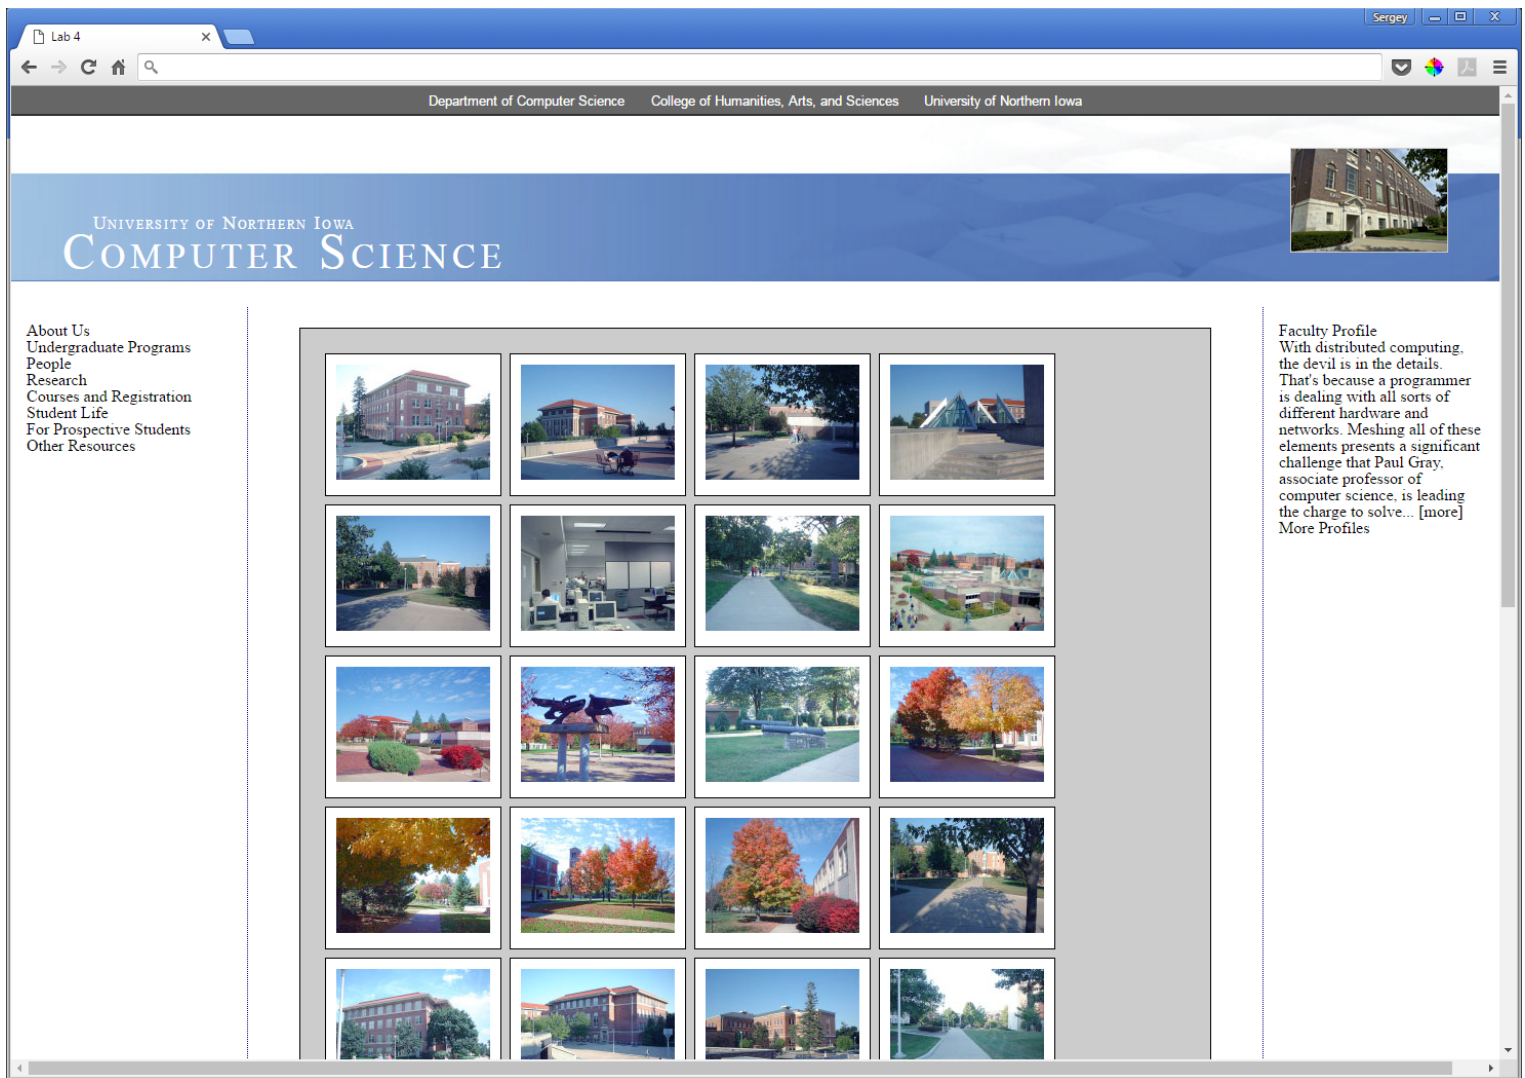 Sergey
Lab 4
Department of Computer Science College of Humanities, Arts, and Sciences University of Northern Iowa
University of Northern Iowa
Computer Science
About Us
Undergraduate Programs
People
Research
Courses and Registration
Student Life
For Prospective Students
Other Resources
Faculty Profile
With distributed computing,
the devil is in the details.
That's because a programmer
is dealing with all sorts of
different hardware and
networks. Meshing all of these
elements presents a significant
challenge that Paul Gray,
associate professor of
computer science, is leading
the charge to solve... [more]
More Profiles